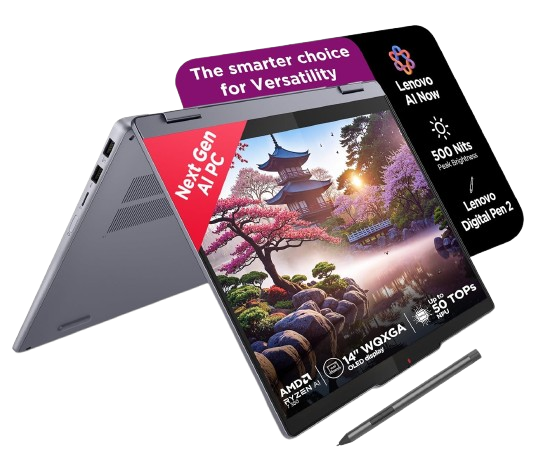 The smarter choice
for Versatility
Lenovo
AI Now
500 Nits
Peak Brightness
Lenovo
Digital Pen 2
Next Gen
AI PC
AMD
RYZEN AI
14" WQXGA
OLED display
Up to
50 TOPs
NPU